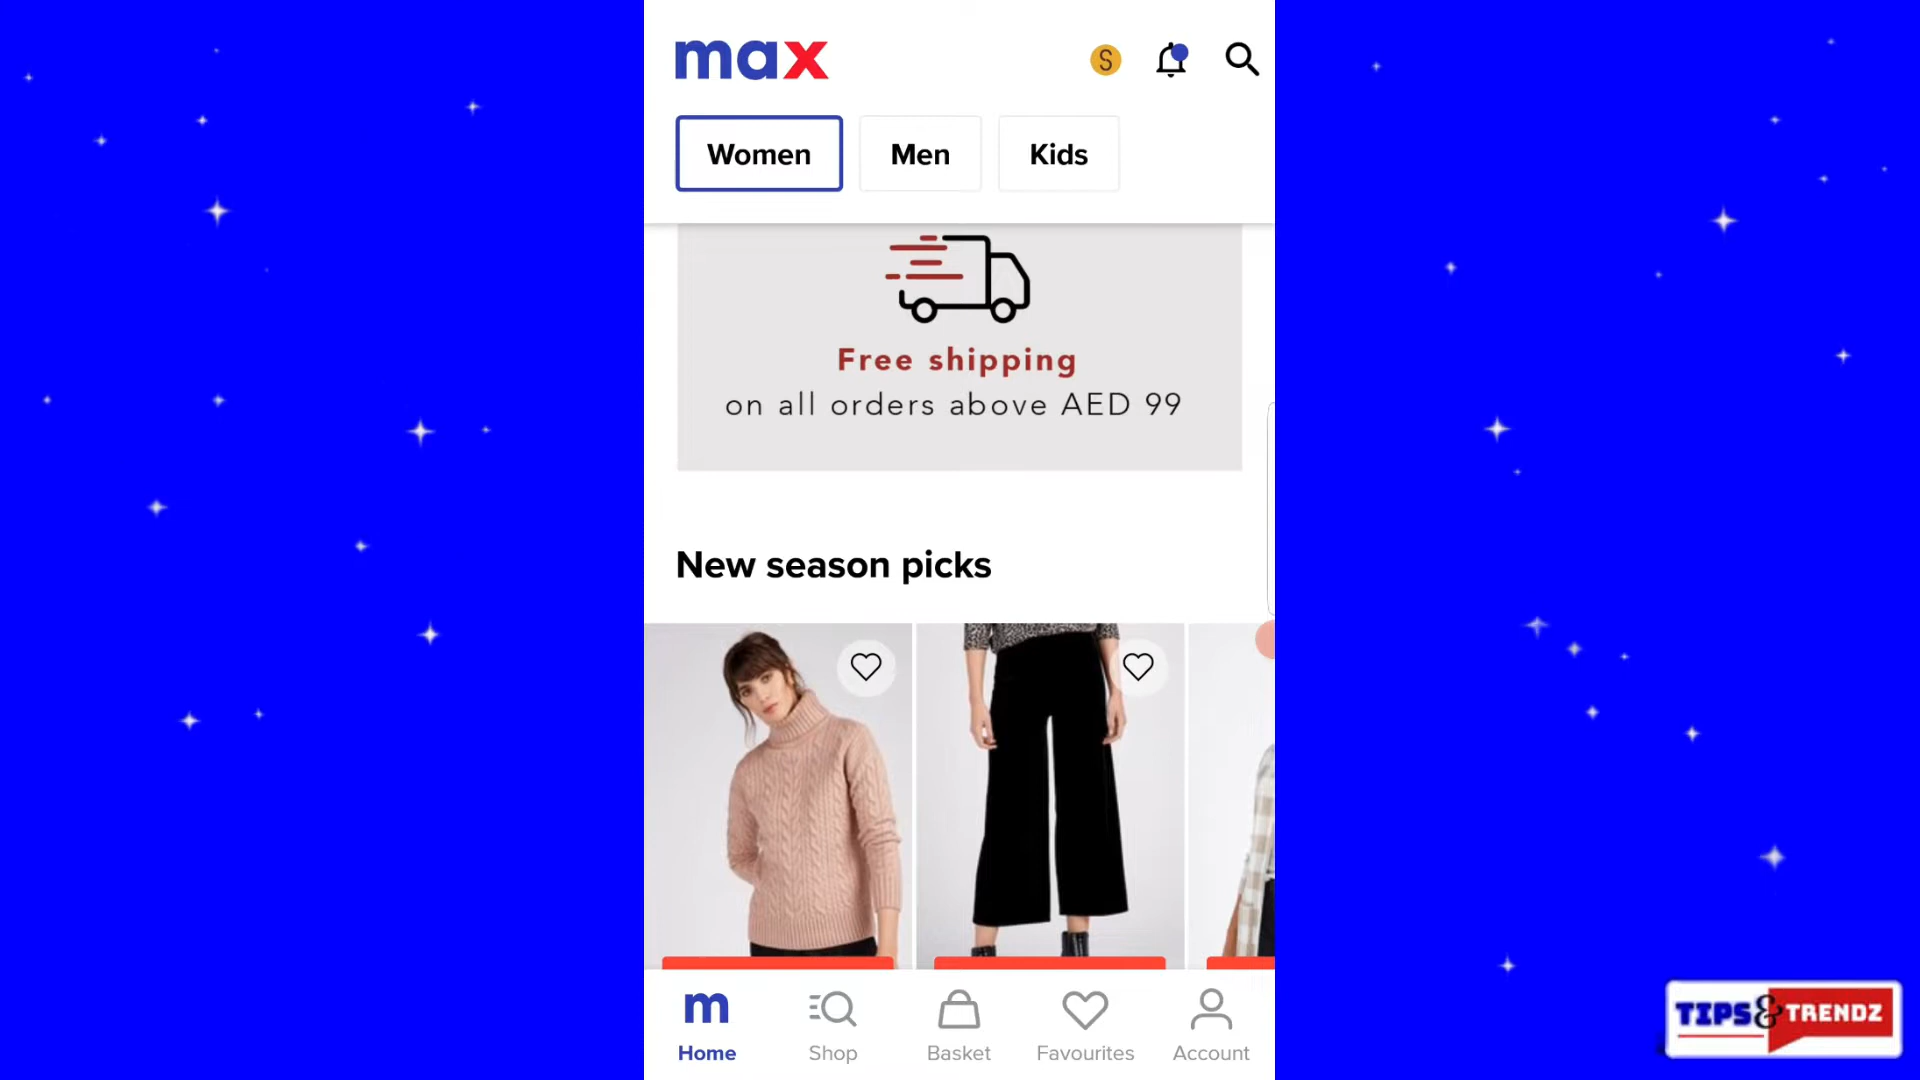 max
S
Women
Men
Kids
Free shipping
on all orders above AED 99
New season picks
m
Home
Shop
Basket
Favourites
Account
TIPS & TRENDZ